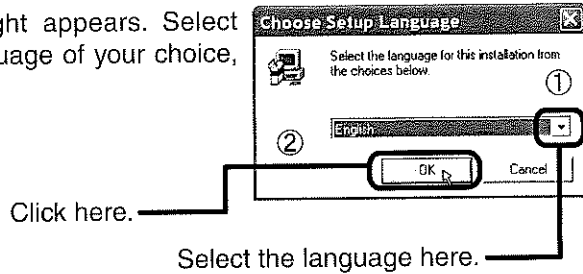 ght appears. Select
uage of your choice,
Choose Setup Language
Select the language for this installation from
the choices below.
①
English
②
OK
Cancel
Click here.
Select the language here.